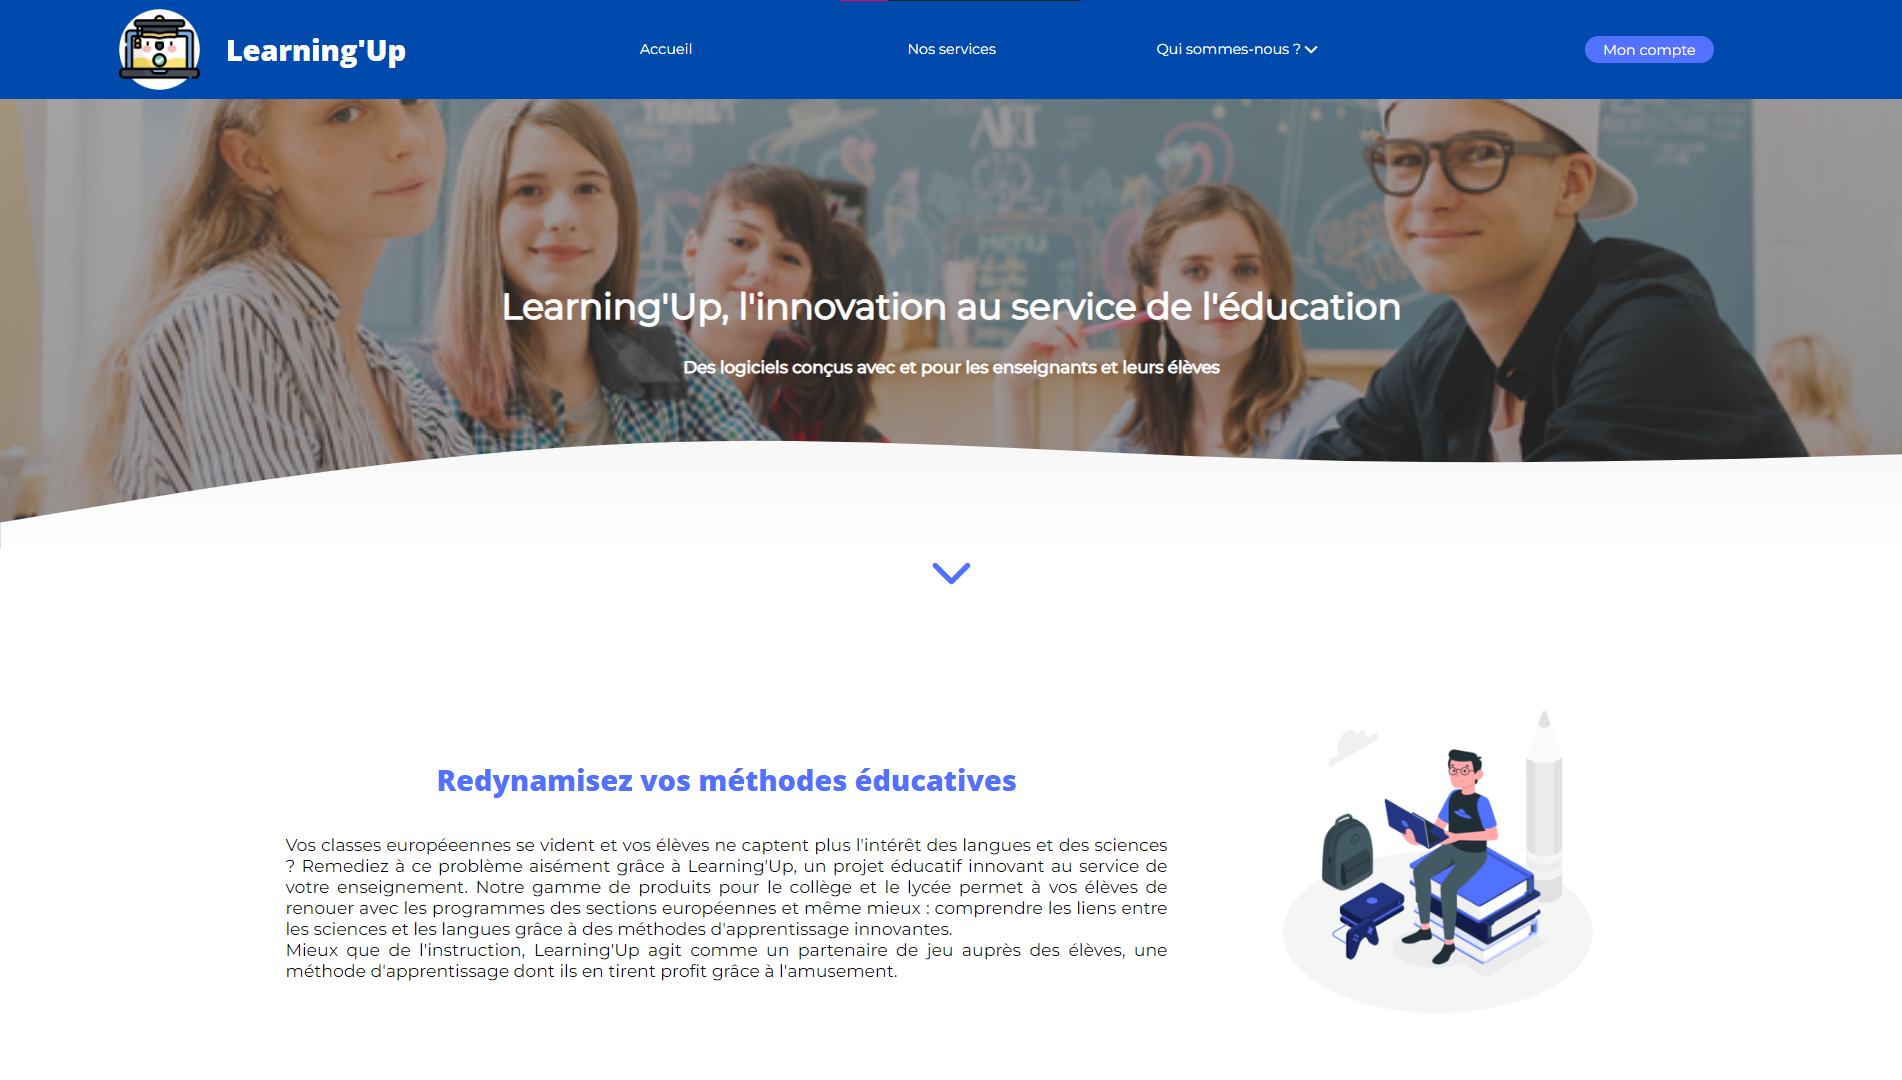 Learning'Up
Accueil
Nos services
Qui sommes-nous ?
Mon compte
ART
MENU
Learning'Up, l'innovation au service de l'éducation
Des logiciels conçus avec et pour les enseignants et leurs élèves
Redynamisez vos méthodes éducatives
Vos classes européeennes se vident et vos élèves ne captent plus l'intérêt des langues et des sciences
? Remediez à ce problème aisément grâce à Learning'Up, un projet éducatif innovant au service de
votre enseignement. Notre gamme de produits pour le collège et le lycée permet à vos élèves de
renouer avec les programmes des sections européennes et même mieux : comprendre les liens entre
les sciences et les langues grâce à des méthodes d'apprentissage innovantes.
Mieux que de l'instruction, Learning'Up agit comme un partenaire de jeu auprès des élèves, une
méthode d'apprentissage dont ils en tirent profit grâce à l'amusement.